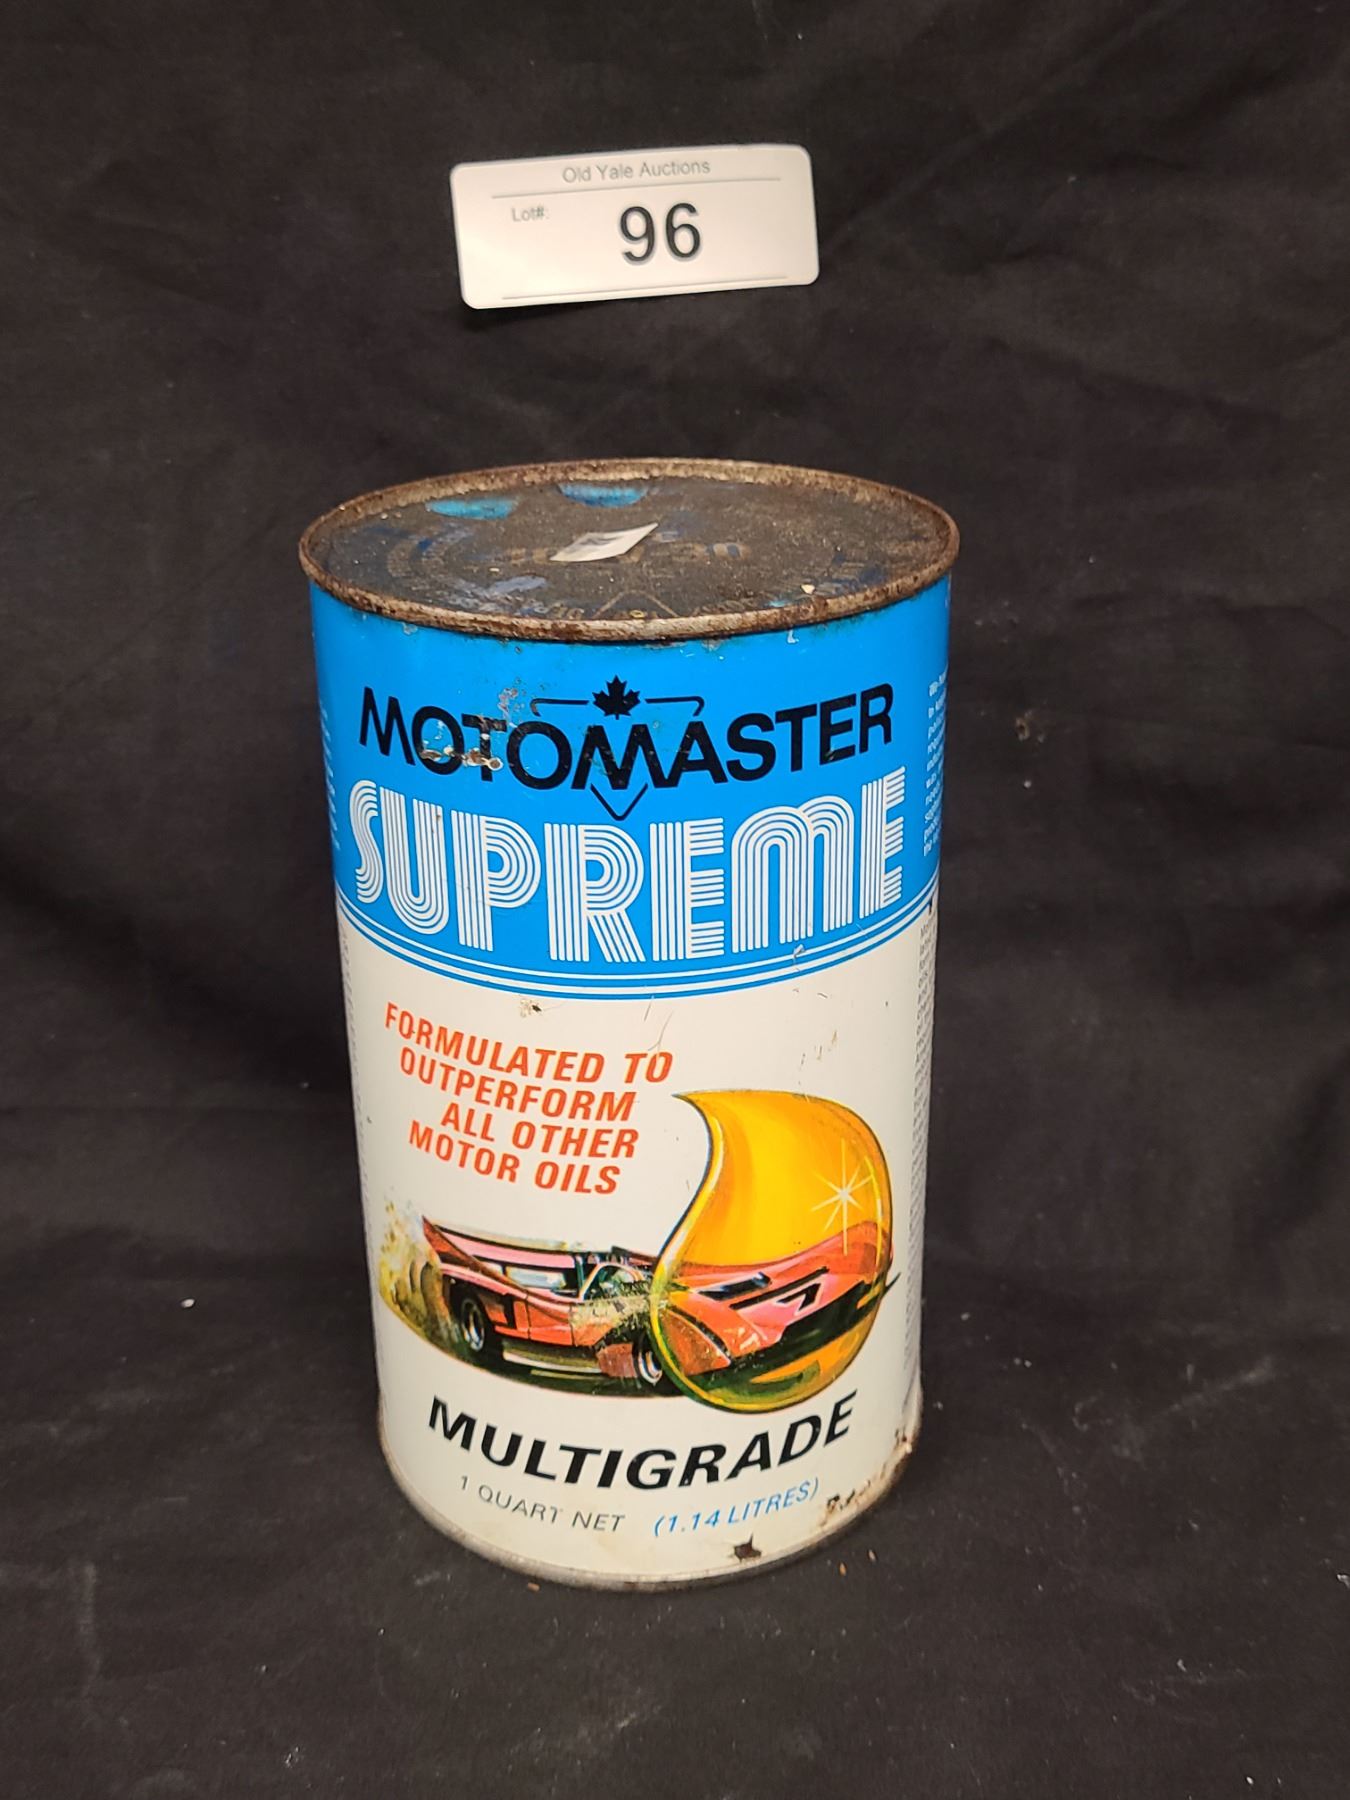 Old Yale Auctions
Lot#:
96
MOTOMASTER
SUPREME
FORMULATED TO
OUTPERFORM
ALL OTHER
MOTOR OILS
MULTIGRADE
1 QUART NET (1.14 LITRES)